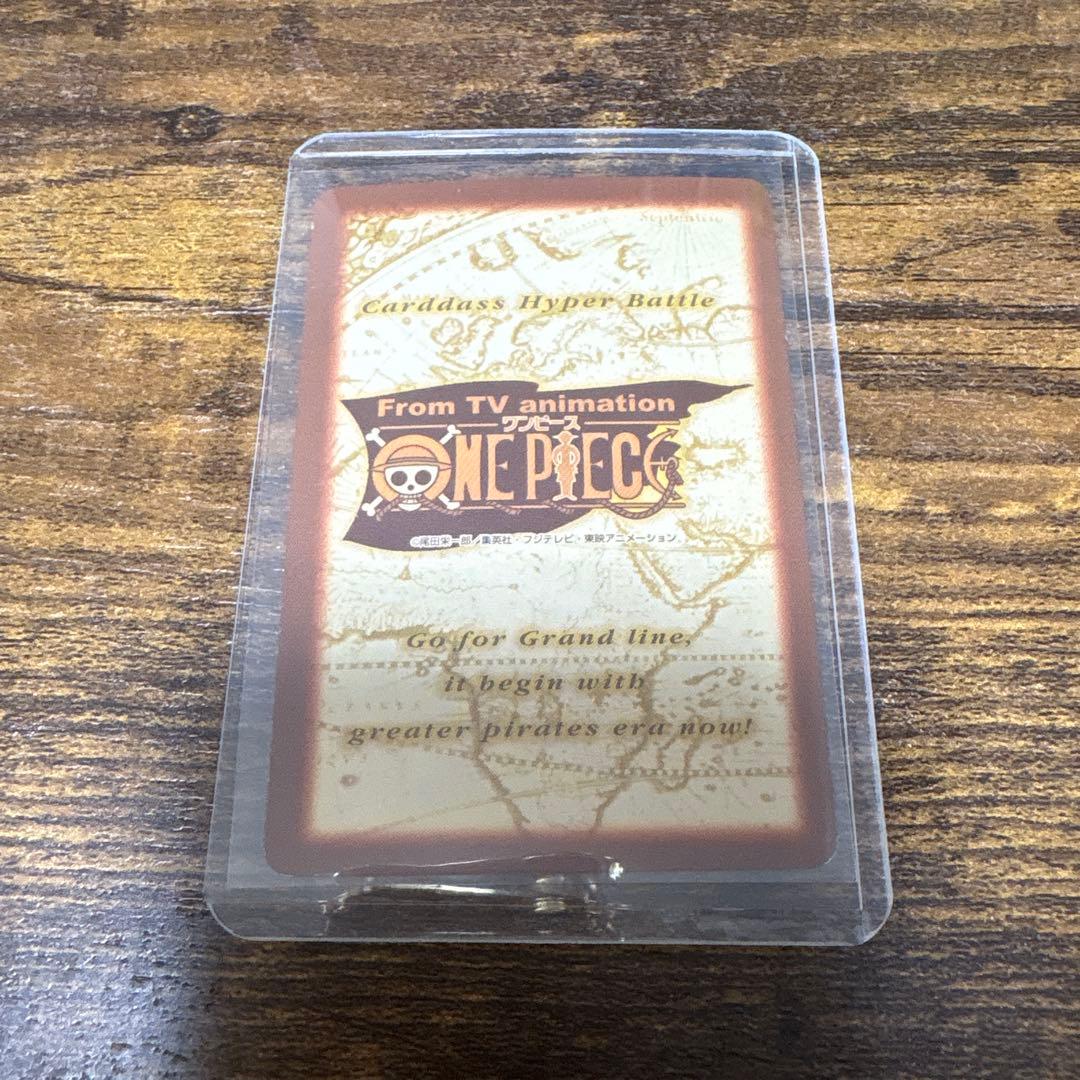 Septentrio
Carddass Hyper Battle
From TV animation
ワンピース
ONE PIECE
©尾田栄一郎／集英社・フジテレビ・東映アニメーション
Go for Grand line,
it begin with
greater pirates era now!